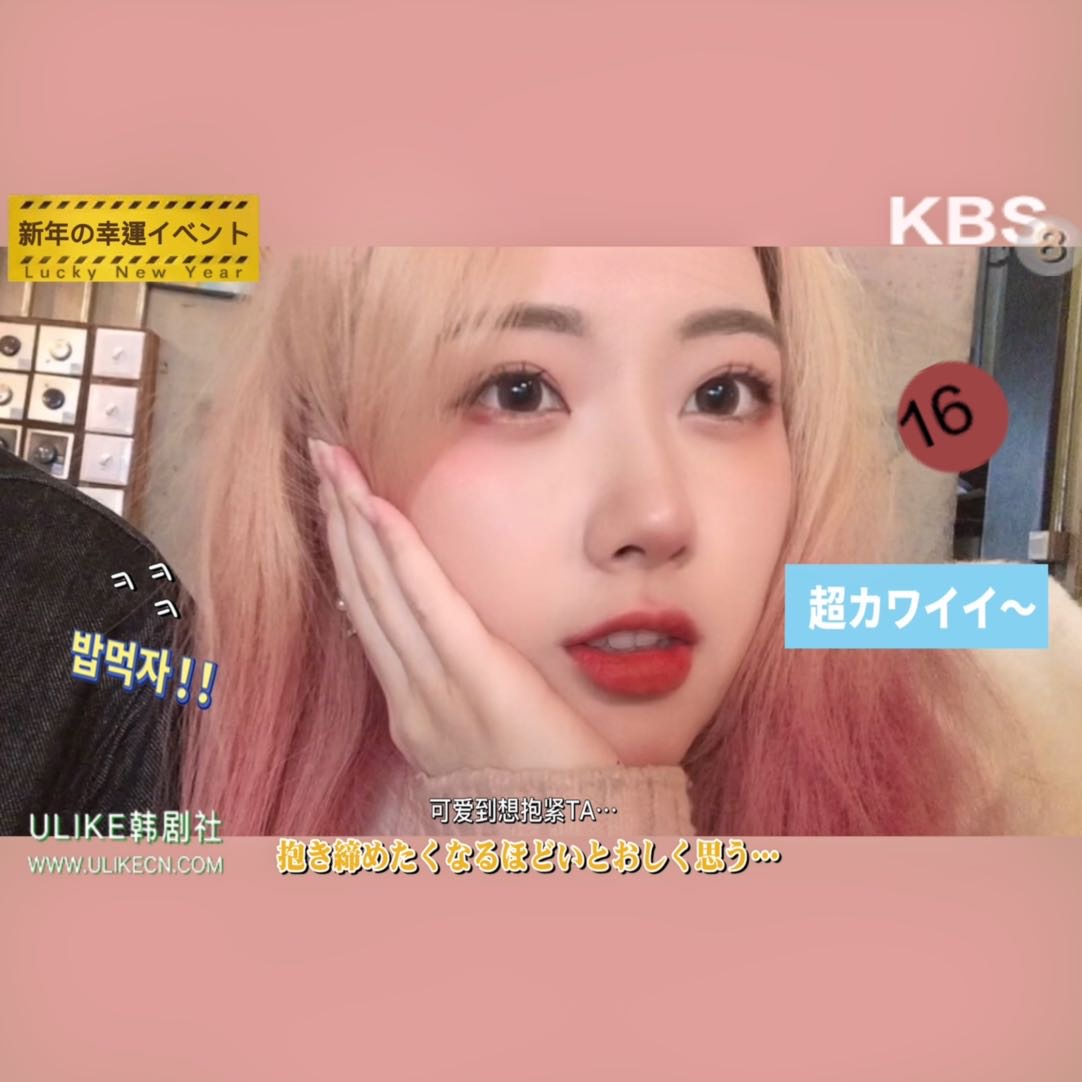 新年の幸運イベント
Lucky New Year
KBS
8
16
超カワイイ～
ㅋ ㅋ
ㅋ
밥먹자!!
可爱到想抱紧TA…
ULIKE韩剧社
WWW.ULIKECN.COM
抱き締めたくなるほどいとおしく思う…